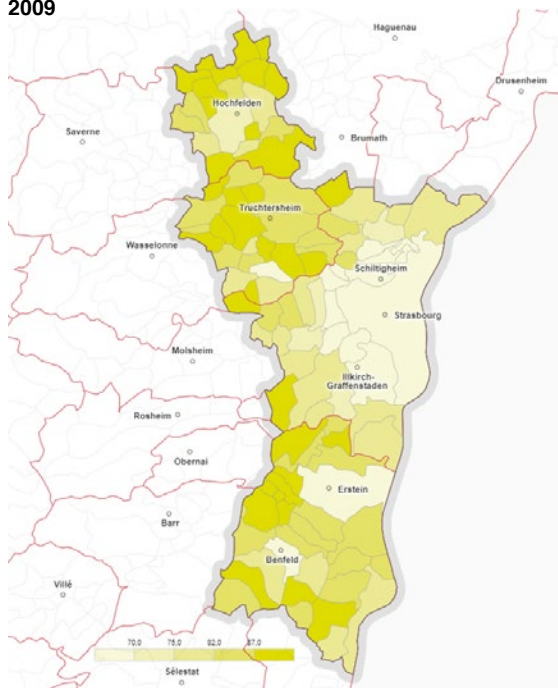 2009
Haguenau
Drusenheim
Hochfelden
Saverne
Brumath
Truchtersheim
Wasselonne
Schiltigheim
Strasbourg
Molsheim
Illkirch-
Graffenstaden
Rosheim
Obernai
Erstein
Barr
Benfeld
Villé
70,0 75,0 82,0 87,0
Sélestat